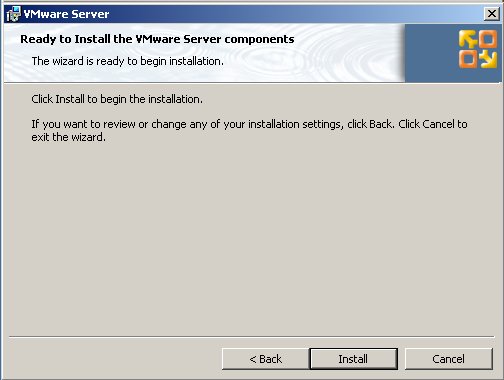 VMware Server
Ready to Install the VMware Server components
The wizard is ready to begin installation.
Click Install to begin the installation.
If you want to review or change any of your installation settings, click Back. Click Cancel to
exit the wizard.
< Back
Install
Cancel